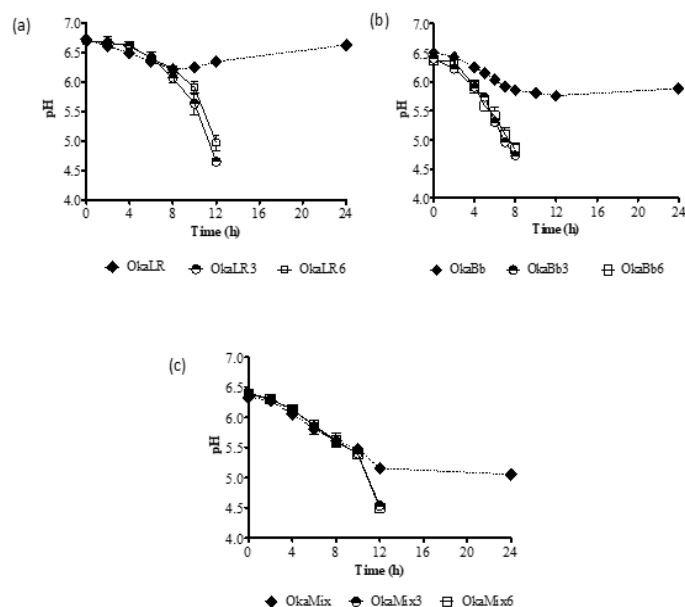 (a)
7.0
6.5
6.0
5.5
5.0
4.5
4.0
pH
0 4 8 12 16 20 24
Time (h)
OkaLR OkaLR3 OkaLR6
(b)
7.0
6.5
6.0
5.5
5.0
4.5
4.0
pH
0 4 8 12 16 20 24
Time (h)
OkaBb OkaBb3 OkaBb6
(c)
7.0
6.5
6.0
5.5
5.0
4.5
4.0
pH
0 4 8 12 16 20 24
Time (h)
OkaMix OkaMix3 OkaMix6